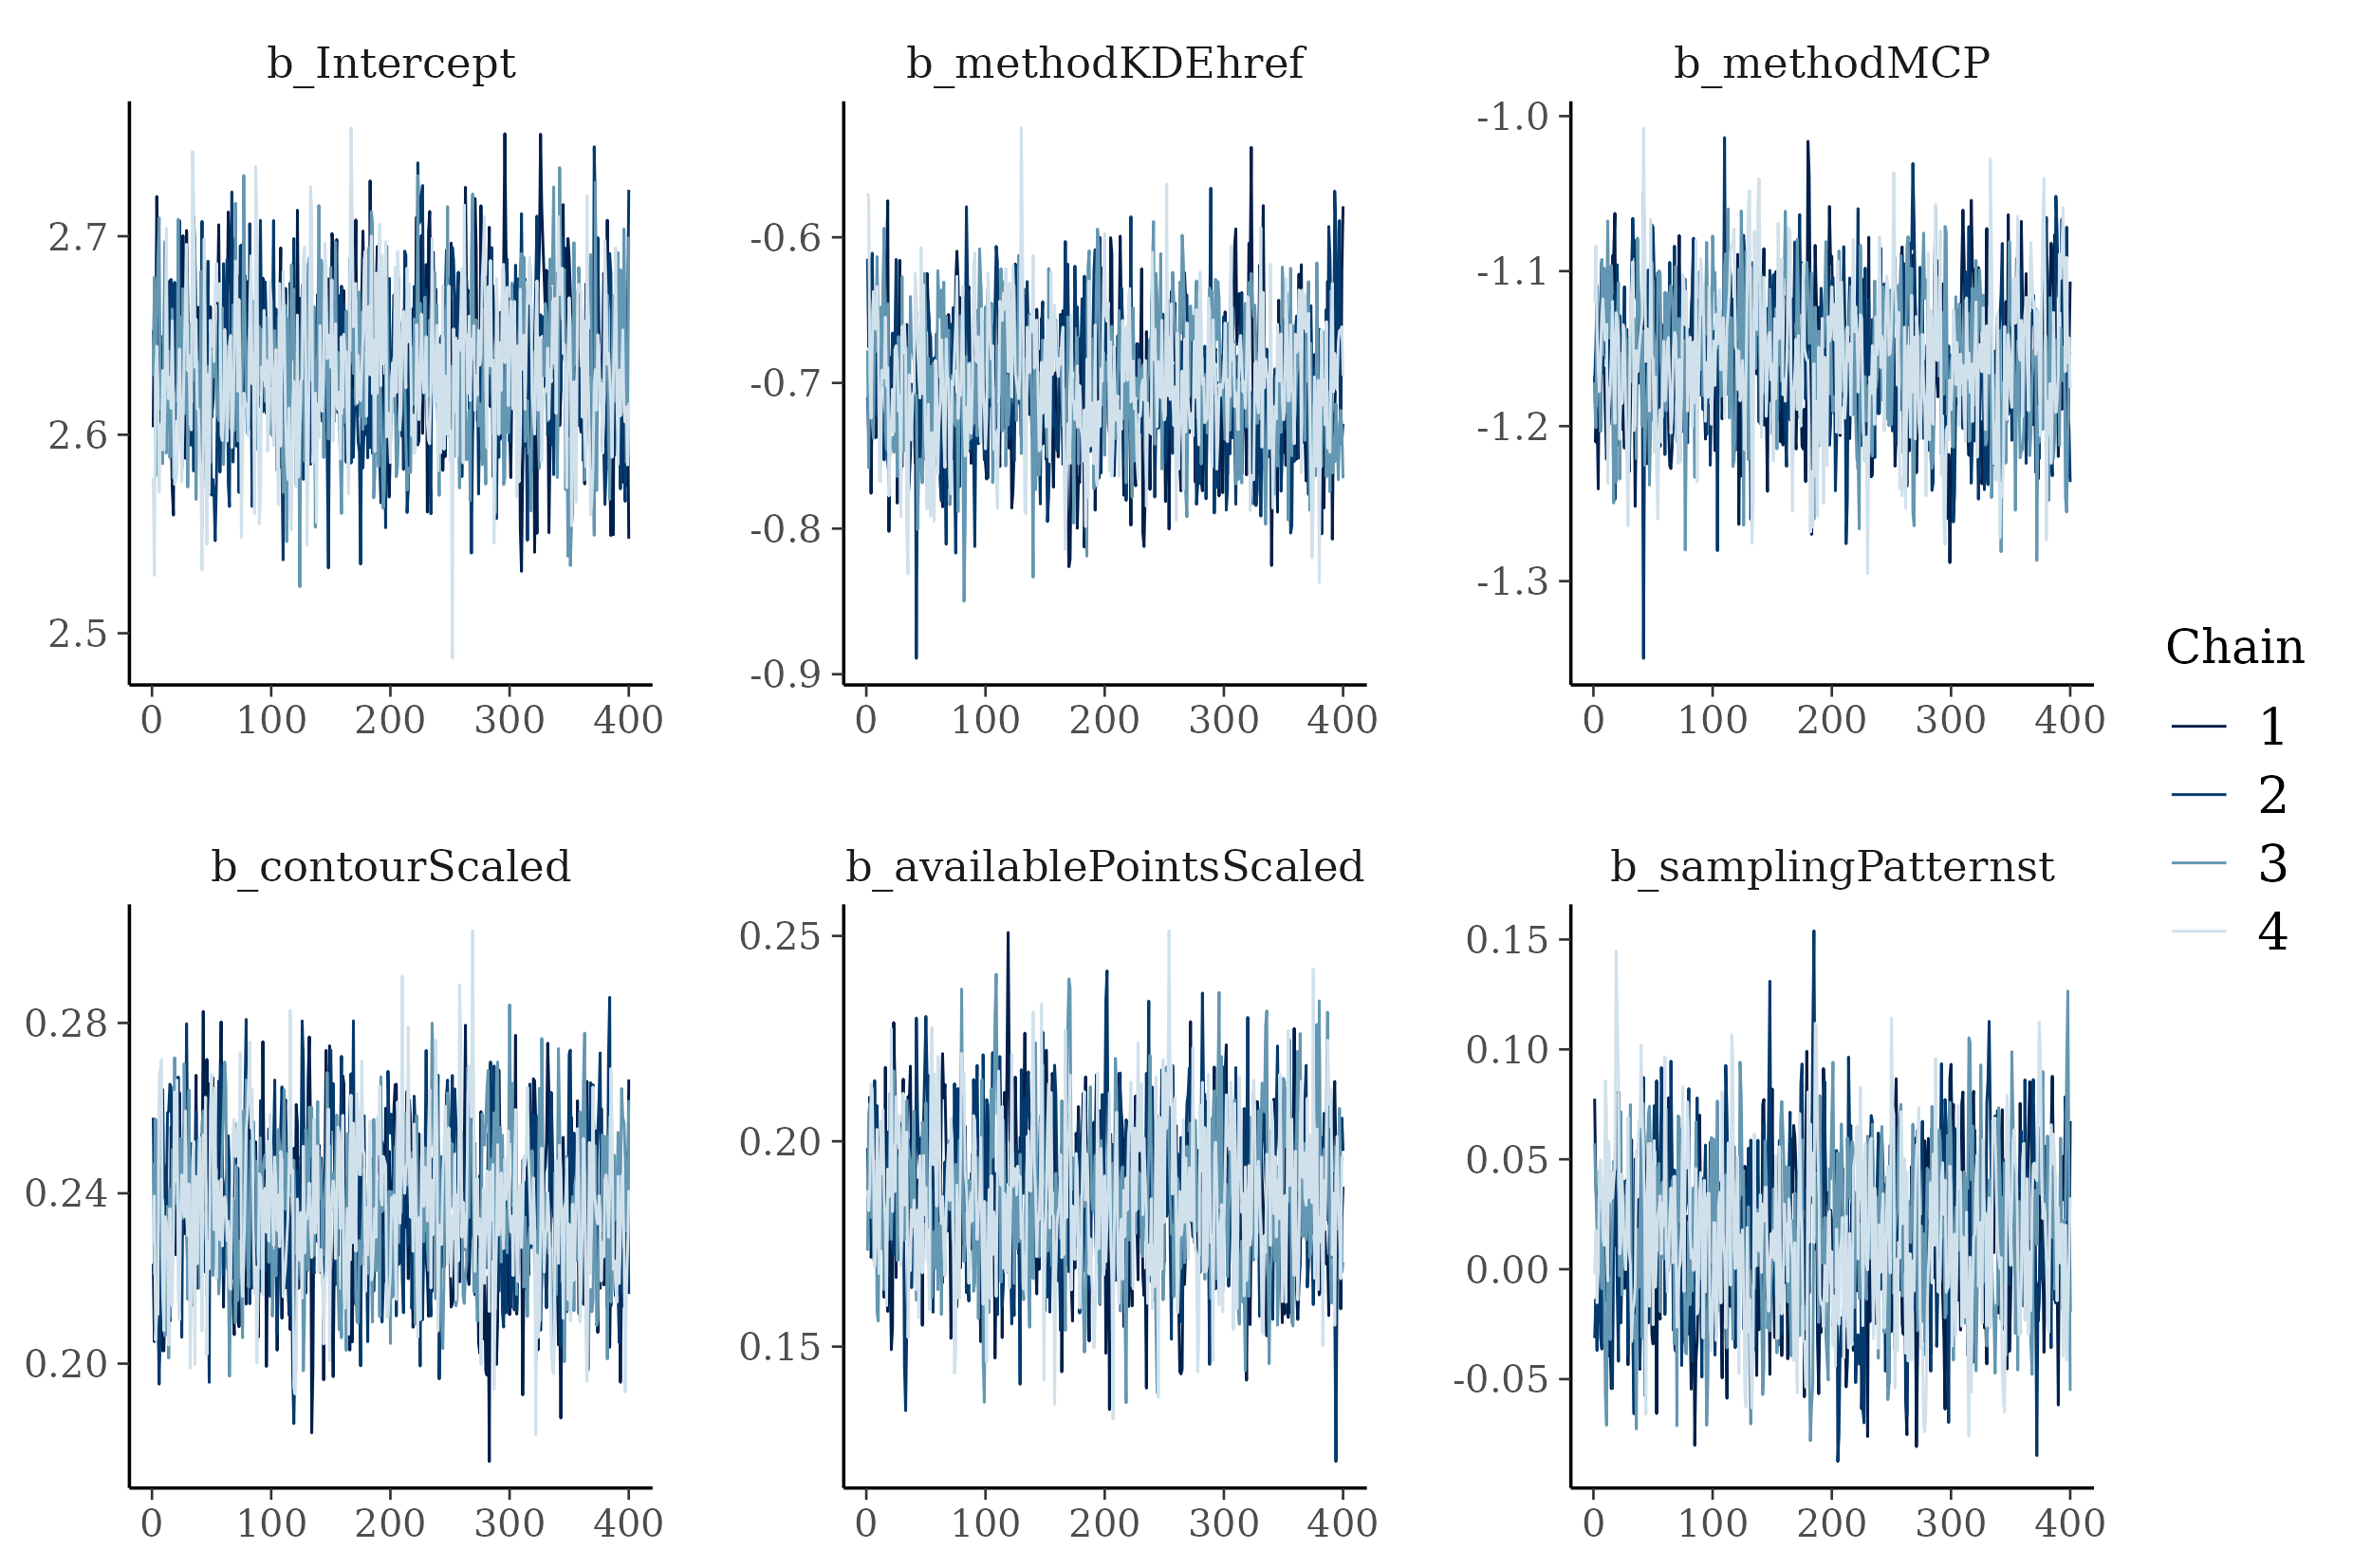 b_Intercept
2.7
2.6
2.5
0 100 200 300 400
b_methodKDEhref
-0.6
-0.7
-0.8
-0.9
0 100 200 300 400
b_methodMCP
-1.0
-1.1
-1.2
-1.3
0 100 200 300 400
b_contourScaled
0.28
0.24
0.20
0 100 200 300 400
b_availablePointsScaled
0.25
0.20
0.15
0 100 200 300 400
b_samplingPatternst
0.15
0.10
0.05
0.00
-0.05
0 100 200 300 400
Chain
1
2
3
4